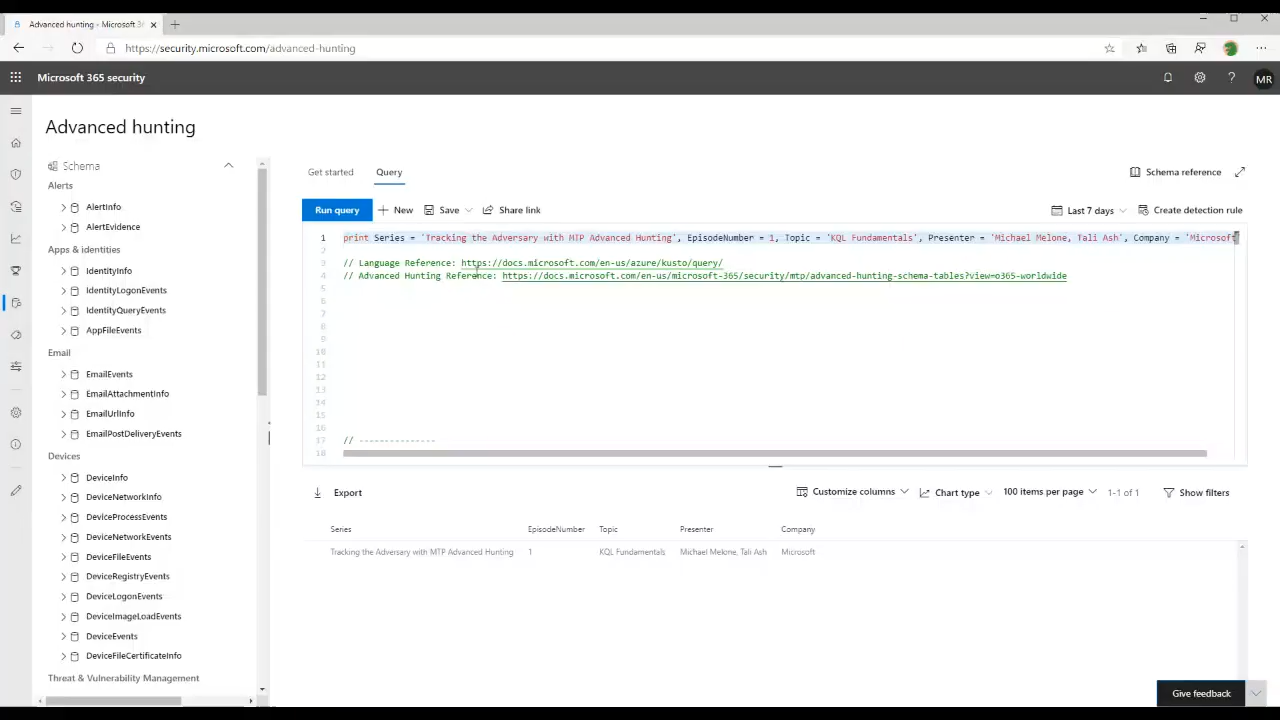 Advanced hunting - Microsoft 365 s
https://security.microsoft.com/advanced-hunting
Microsoft 365 security
MR
Advanced hunting
Schema
Alerts
AlertInfo
AlertEvidence
Apps & identities
IdentityInfo
IdentityLogonEvents
IdentityQueryEvents
AppFileEvents
Email
EmailEvents
EmailAttachmentInfo
EmailUrlInfo
EmailPostDeliveryEvents
Devices
DeviceInfo
DeviceNetworkInfo
DeviceProcessEvents
DeviceNetworkEvents
DeviceFileEvents
DeviceRegistryEvents
DeviceLogonEvents
DeviceImageLoadEvents
DeviceEvents
DeviceFileCertificateInfo
Threat & Vulnerability Management
Get started Query
Schema reference
Run query New Save Share link
Last 7 days Create detection rule
1 print Series = 'Tracking the Adversary with MTP Advanced Hunting', EpisodeNumber = 1, Topic = 'KQL Fundamentals', Presenter = 'Michael Melone, Tali Ash', Company = 'Microsoft
2
3 // Language Reference: https://docs.microsoft.com/en-us/azure/kusto/query/
4 // Advanced Hunting Reference: https://docs.microsoft.com/en-us/microsoft-365/security/mtp/advanced-hunting-schema-tables?view=o365-worldwide
5
6
7
8
9
10
11
12
13
14
15
16
17 // ---------------
18
Export
Customize columns Chart type 100 items per page 1-1 of 1 Show filters
Series EpisodeNumber Topic Presenter Company
Tracking the Adversary with MTP Advanced Hunting 1 KQL Fundamentals Michael Melone, Tali Ash Microsoft
Give feedback